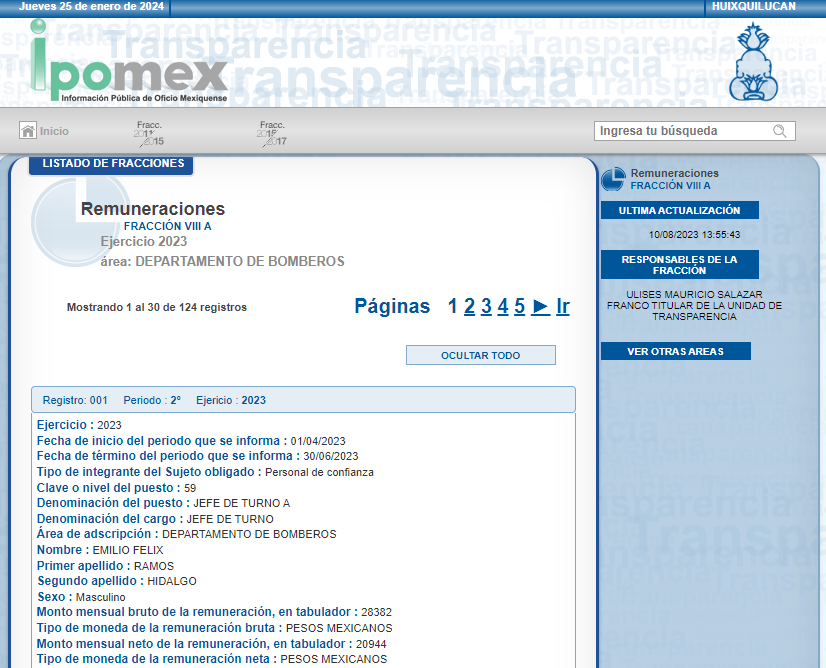 Jueves 25 de enero de 2024
HUIXQUILUCAN
Transparencia
ipomex
Información Pública de Oficio Mexiquense
Inicio
Fracc.
2015
Fracc.
2017
Ingresa tu búsqueda
LISTADO DE FRACCIONES
Remuneraciones
FRACCIÓN VIII A
Ejercicio 2023
área: DEPARTAMENTO DE BOMBEROS
Mostrando 1 al 30 de 124 registros
Páginas 1 2 3 4 5 ► Ir
OCULTAR TODO
Registro: 001 Periodo : 2º Ejericio : 2023
Ejercicio : 2023
Fecha de inicio del periodo que se informa : 01/04/2023
Fecha de término del periodo que se informa : 30/06/2023
Tipo de integrante del Sujeto obligado : Personal de confianza
Clave o nivel del puesto : 59
Denominación del puesto : JEFE DE TURNO A
Denominación del cargo : JEFE DE TURNO
Área de adscripción : DEPARTAMENTO DE BOMBEROS
Nombre : EMILIO FELIX
Primer apellido : RAMOS
Segundo apellido : HIDALGO
Sexo : Masculino
Monto mensual bruto de la remuneración, en tabulador : 28382
Tipo de moneda de la remuneración bruta : PESOS MEXICANOS
Monto mensual neto de la remuneración, en tabulador : 20944
Tipo de moneda de la remuneración neta : PESOS MEXICANOS
Remuneraciones
FRACCIÓN VIII A
ULTIMA ACTUALIZACIÓN
10/08/2023 13:55:43
RESPONSABLES DE LA
FRACCIÓN
ULISES MAURICIO SALAZAR
FRANCO TITULAR DE LA UNIDAD DE
TRANSPARENCIA
VER OTRAS AREAS